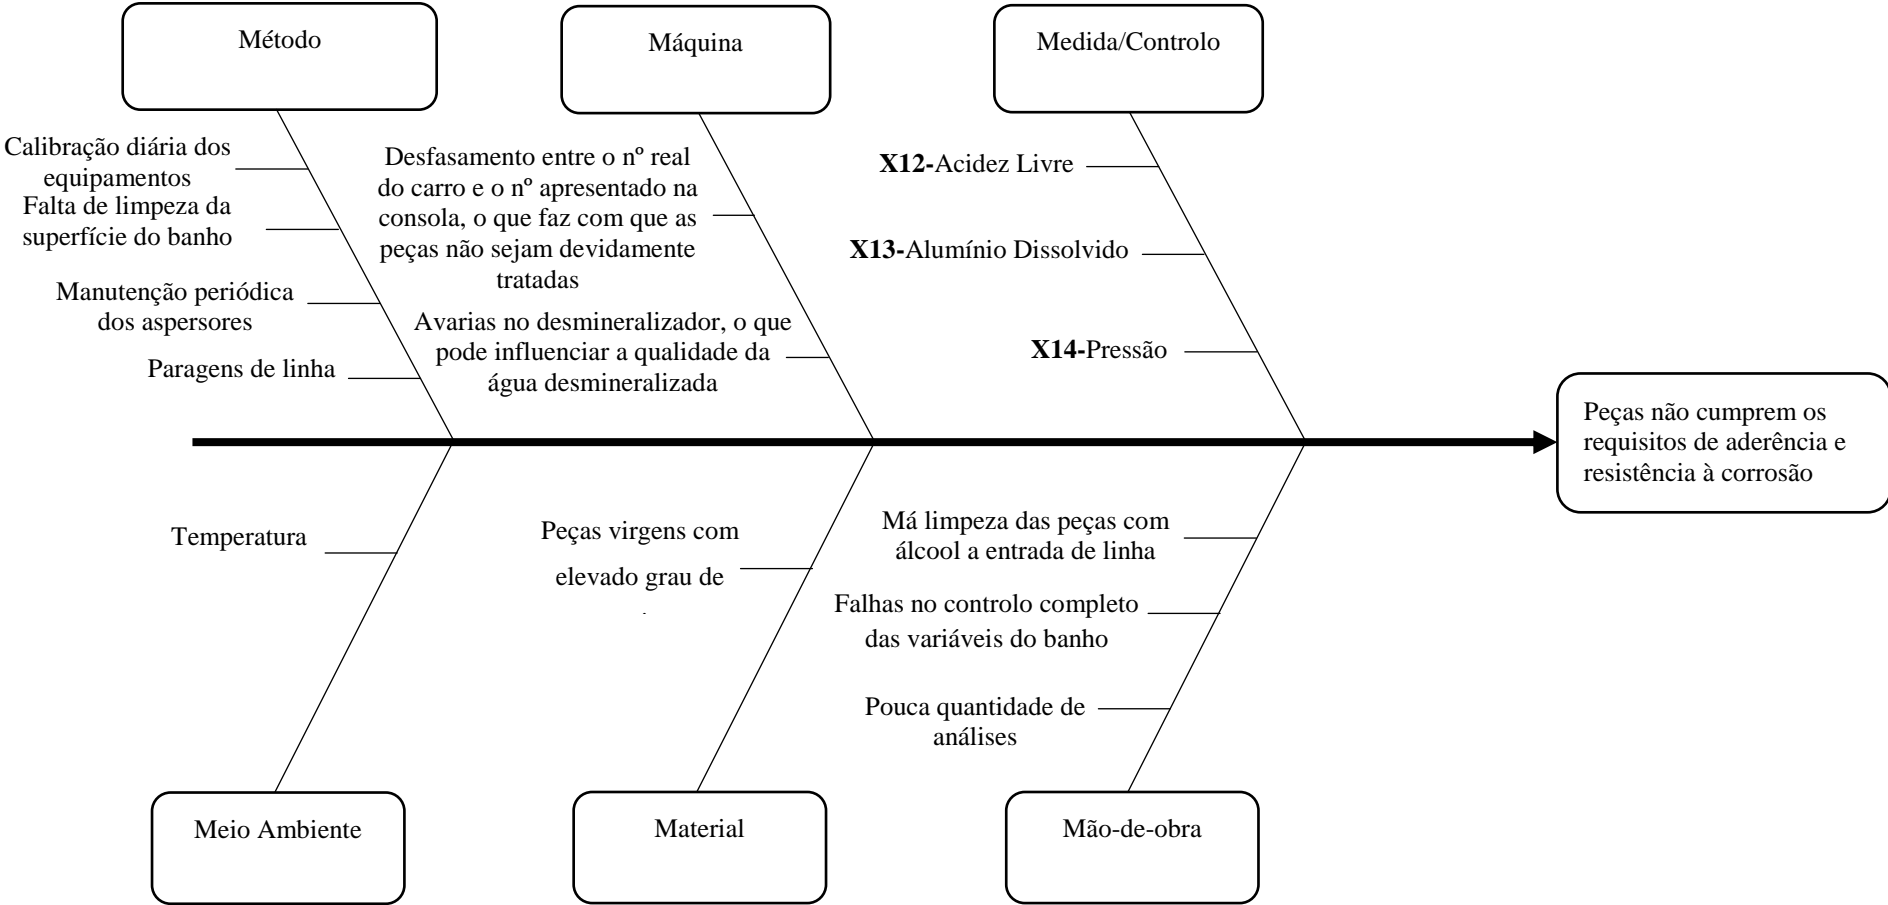 Método
Máquina
Medida/Controlo
Calibração diária dos
equipamentos
Falta de limpeza da
superfície do banho
Manutenção periódica
dos aspersores
Paragens de linha
Desfasamento entre o nº real
do carro e o nº apresentado na
consola, o que faz com que as
peças não sejam devidamente
tratadas
Avarias no desmineralizador, o que
pode influenciar a qualidade da
água desmineralizada
X12-Acidez Livre
X13-Alumínio Dissolvido
X14-Pressão
Peças não cumprem os
requisitos de aderência e
resistência à corrosão
Temperatura
Peças virgens com
elevado grau de
Má limpeza das peças com
álcool a entrada de linha
Falhas no controlo completo
das variáveis do banho
Pouca quantidade de
análises
Meio Ambiente
Material
Mão-de-obra